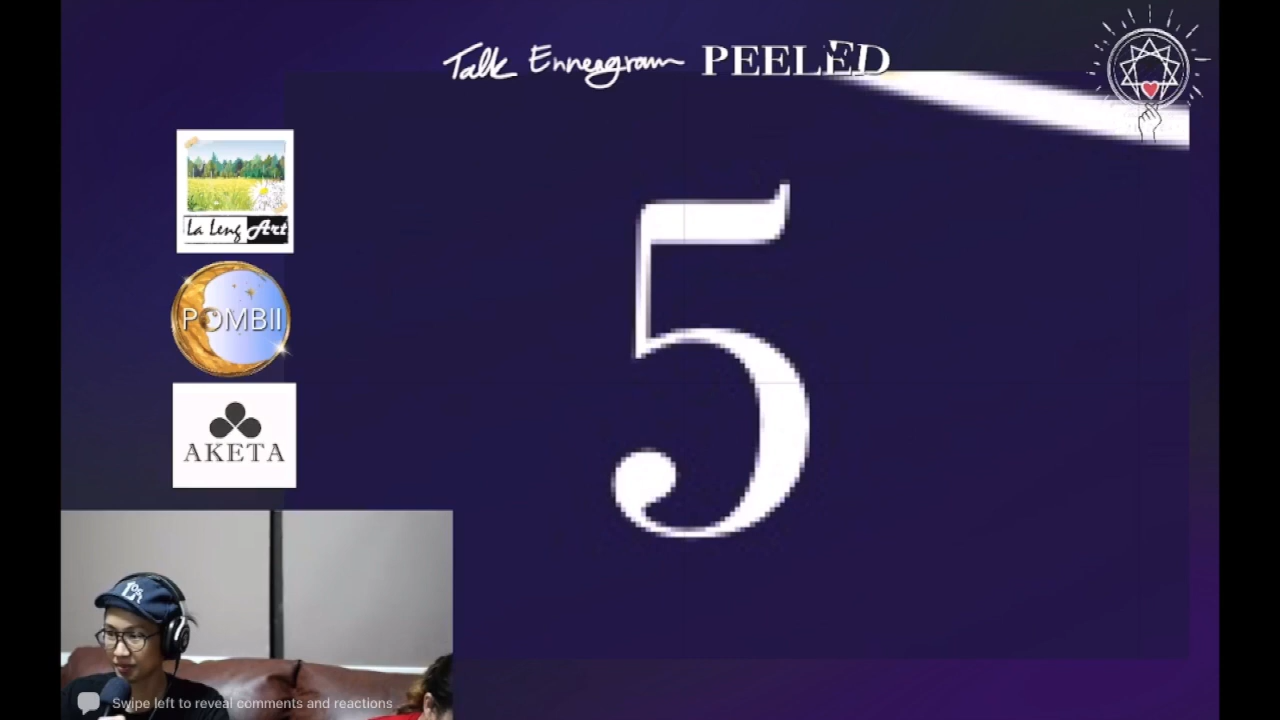 Talk Enneagram PEELED
La Leng Art
POMBII
AKETA
5
Swipe left to reveal comments and reactions